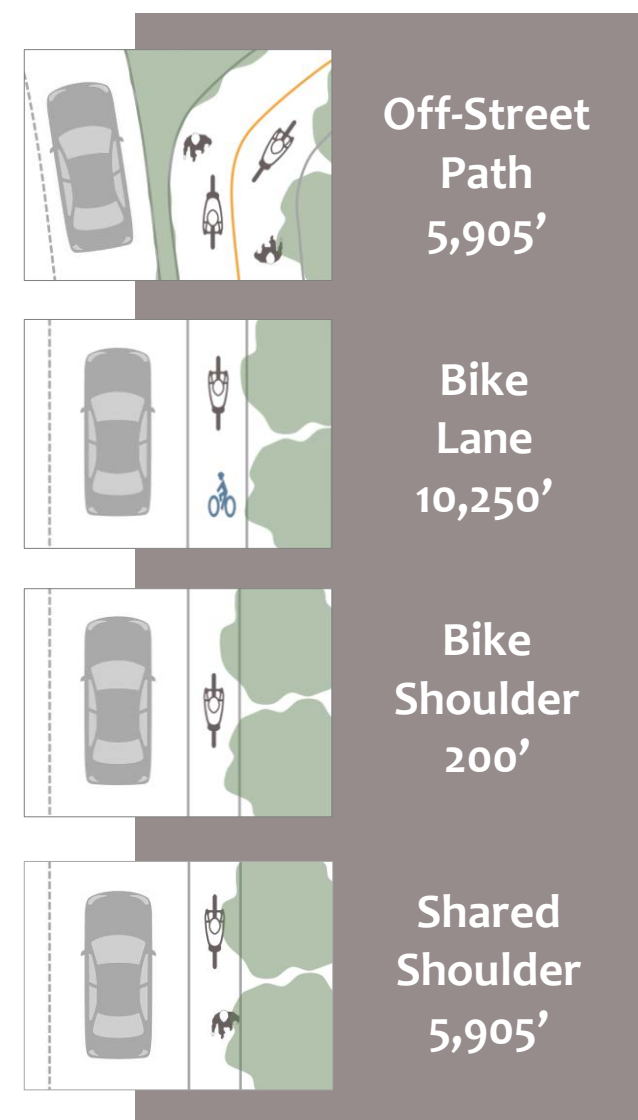 Off-Street
Path
5,905’
Bike
Lane
10,250’
Bike
Shoulder
200’
Shared
Shoulder
5,905’